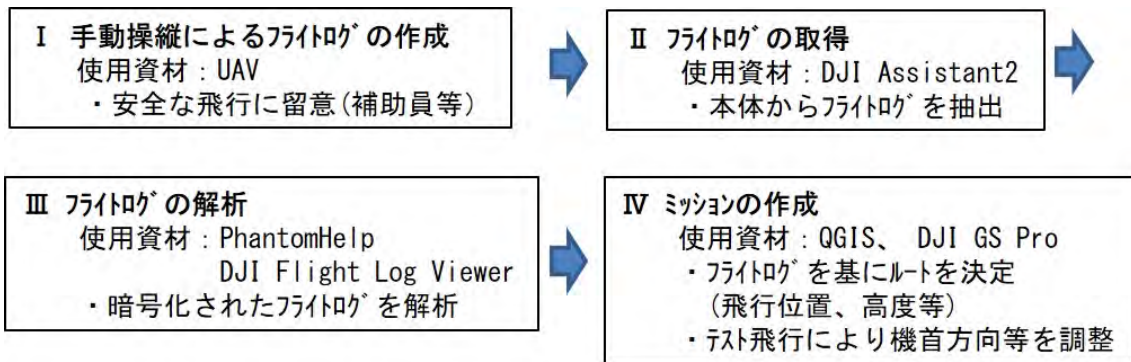 Ⅰ 手動操縦によるﾌﾗｲﾄﾛｸﾞの作成
使用資材：UAV
・安全な飛行に留意(補助員等)
Ⅱ ﾌﾗｲﾄﾛｸﾞの取得
使用資材：DJI Assistant2
・本体からﾌﾗｲﾄﾛｸﾞを抽出
Ⅲ ﾌﾗｲﾄﾛｸﾞの解析
使用資材：PhantomHelp
DJI Flight Log Viewer
・暗号化されたﾌﾗｲﾄﾛｸﾞを解析
Ⅳ ﾐｯｼｮﾝの作成
使用資材：QGIS、 DJI GS Pro
・ﾌﾗｲﾄﾛｸﾞを基にﾙｰﾄを決定
(飛行位置、高度等)
・ﾃｽﾄ飛行により機首方向等を調整